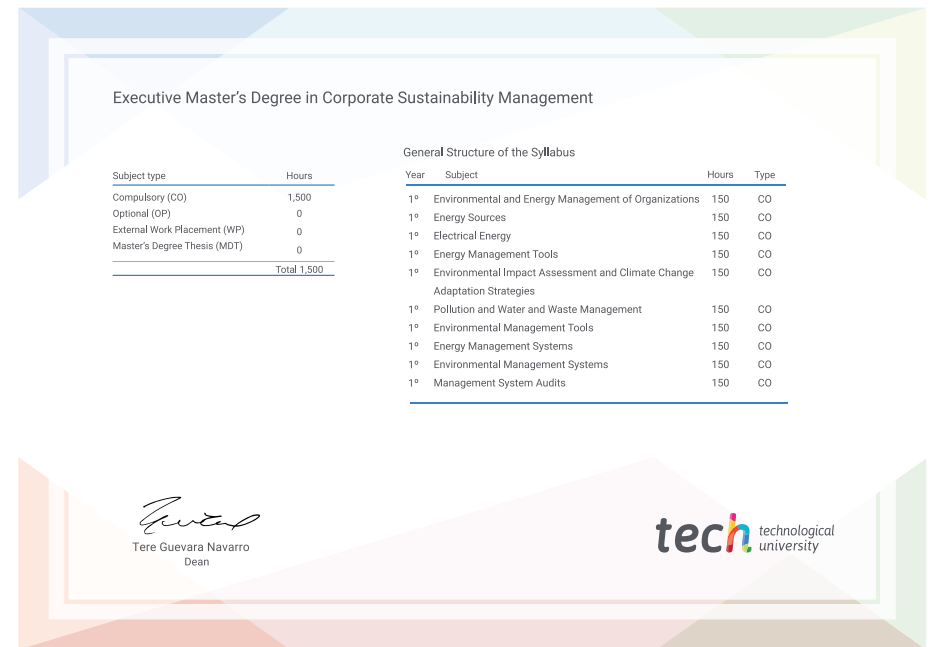 Executive Master's Degree in Corporate Sustainability Management
Subject type Hours
Compulsory (CO) 1,500
Optional (OP) 0
External Work Placement (WP) 0
Master's Degree Thesis (MDT) 0
Total 1,500
General Structure of the Syllabus
Year Subject Hours Type
1º Environmental and Energy Management of Organizations 150 CO
1º Energy Sources 150 CO
1º Electrical Energy 150 CO
1º Energy Management Tools 150 CO
1º Environmental Impact Assessment and Climate Change 150 CO
Adaptation Strategies
1º Pollution and Water and Waste Management 150 CO
1º Environmental Management Tools 150 CO
1º Energy Management Systems 150 CO
1º Environmental Management Systems 150 CO
1º Management System Audits 150 CO
Tere Guevara Navarro
Dean
tech technological
university